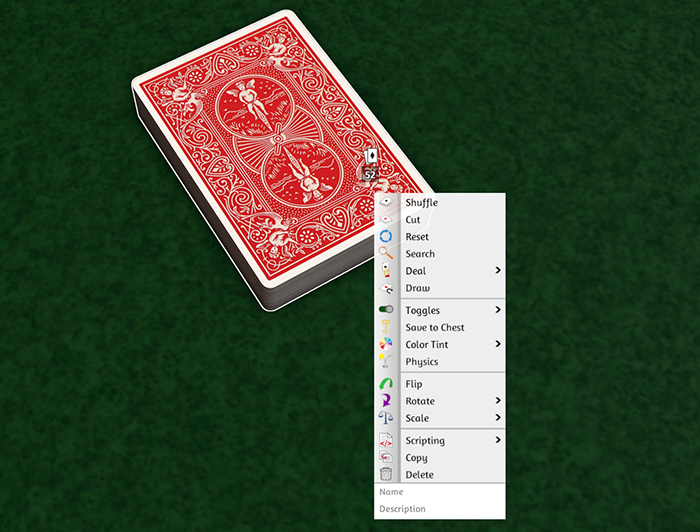 52
Shuffle
Cut
Reset
Search
Deal
Draw
Toggles
Save to Chest
Color Tint
Physics
Flip
Rotate
Scale
Scripting
Copy
Delete
Name
Description